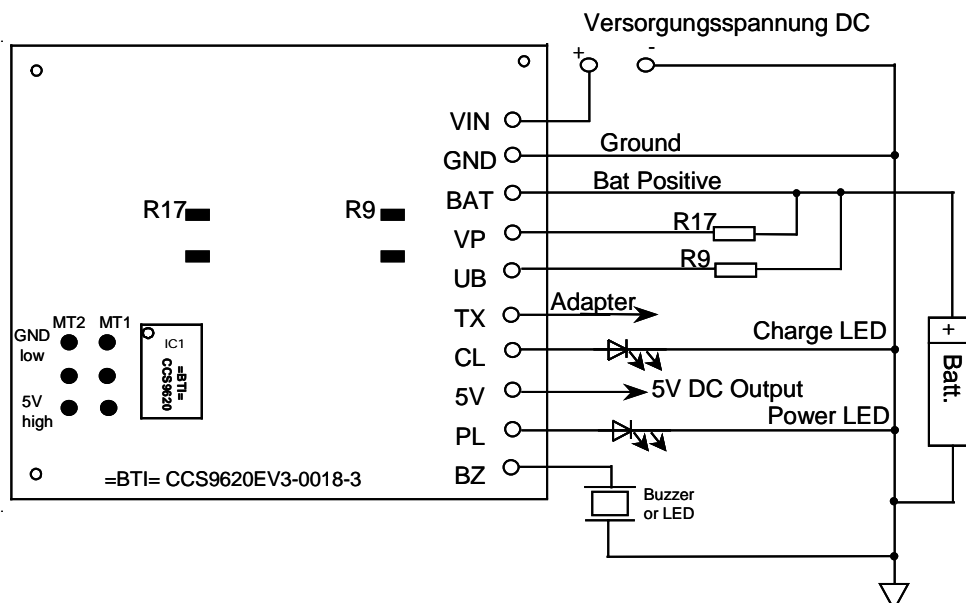 Versorgungsspannung DC
+ -
VIN
GND Ground
BAT Bat Positive
R17 R9
VP R17
UB R9
TX Adapter
MT2 MT1
GND
low
IC1
=BTI=
CCS9620
CL Charge LED
5V 5V DC Output
5V
high
PL Power LED
+
Batt.
BZ
=BTI= CCS9620EV3-0018-3
Buzzer
or LED